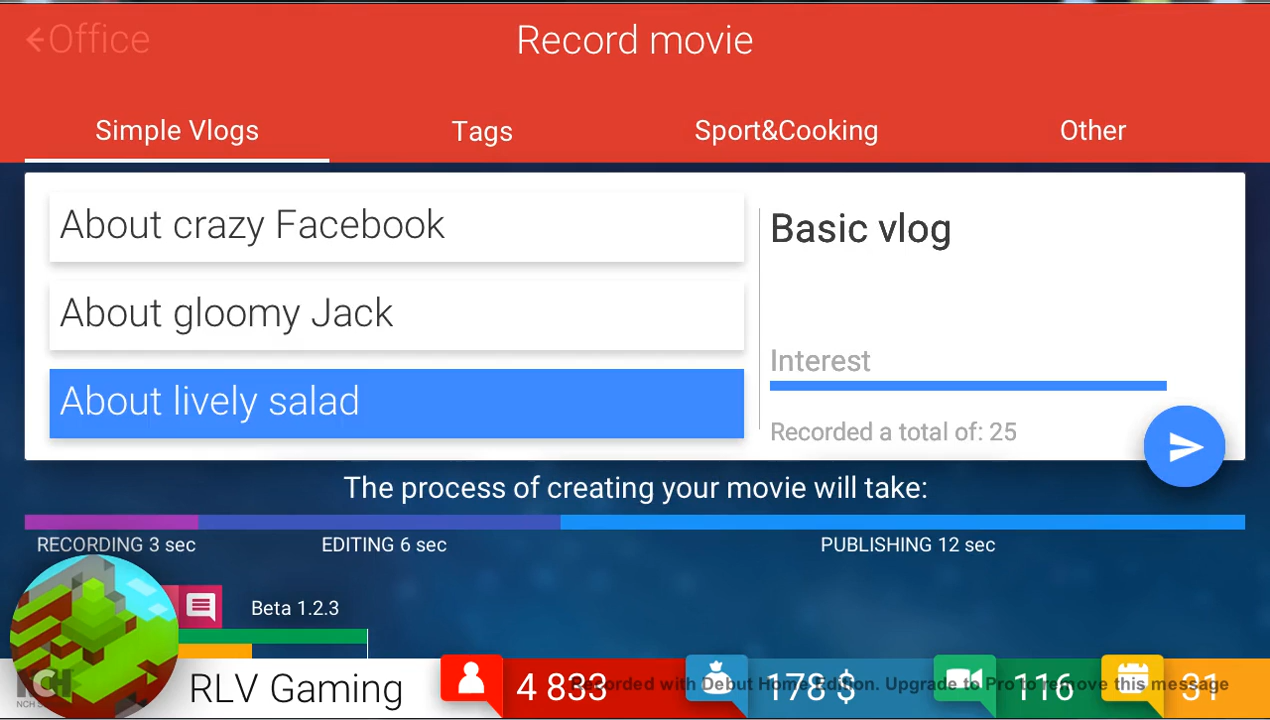 Office
Record movie
Simple Vlogs
Tags
Sport&Cooking
Other
About crazy Facebook
About gloomy Jack
About lively salad
Basic vlog
Interest
Recorded a total of: 25
The process of creating your movie will take:
RECORDING 3 sec
EDITING 6 sec
PUBLISHING 12 sec
Beta 1.2.3
NCH
RLV Gaming
4 833
178 $
116
31
Recorded with Debut Home Edition. Upgrade to Pro to remove this message